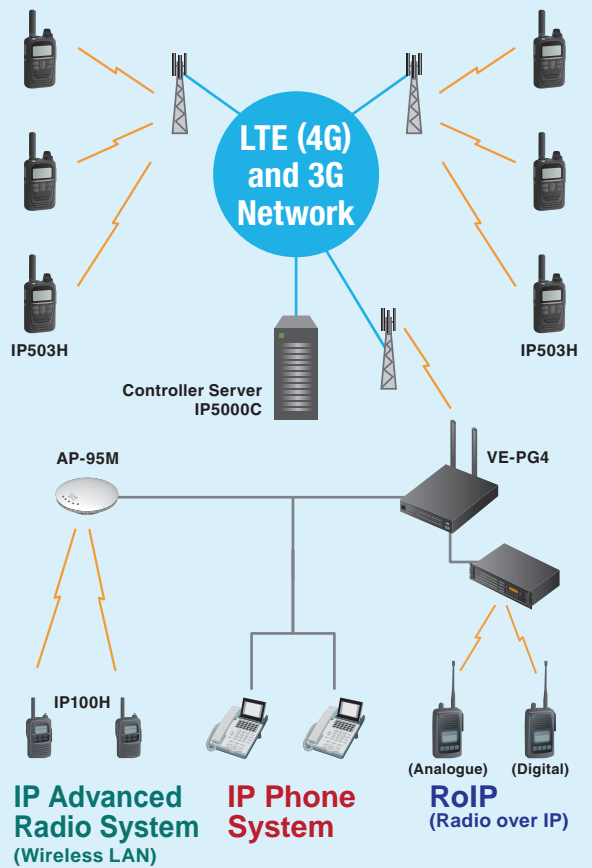 LTE (4G)
and 3G
Network
IP503H
IP503H
Controller Server
IP5000C
AP-95M
VE-PG4
IP100H
(Analogue)
(Digital)
IP Advanced
Radio System
(Wireless LAN)
IP Phone
System
RoIP
(Radio over IP)